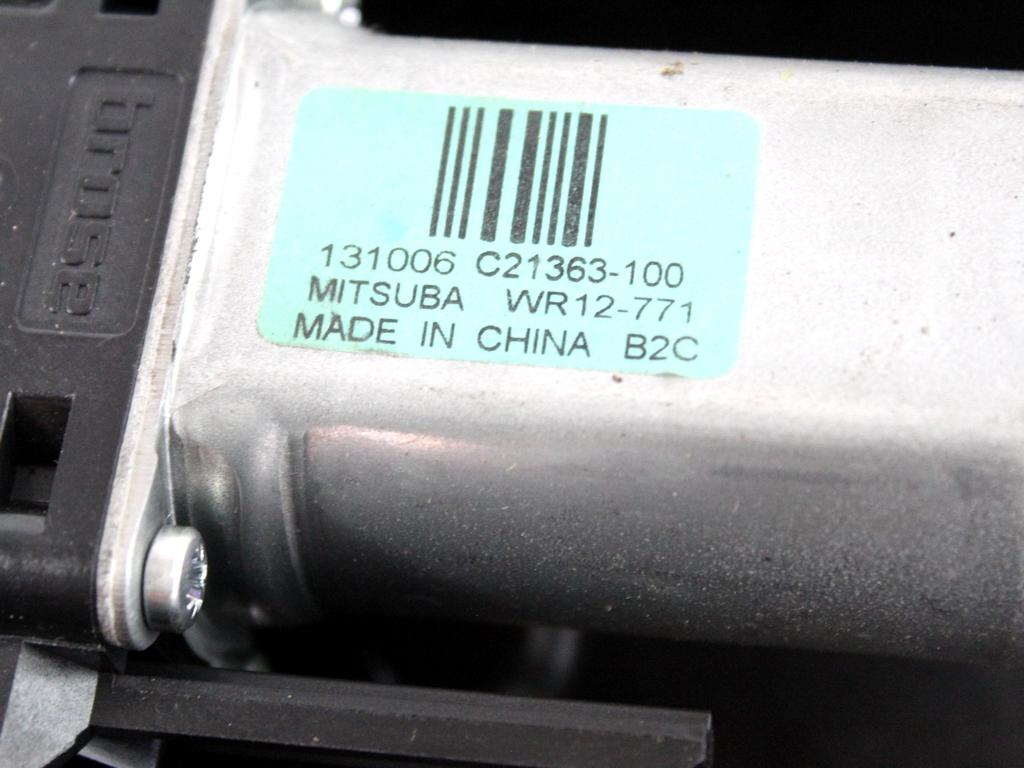 brose
131006 C21363-100
MITSUBA WR12-771
MADE IN CHINA B2C